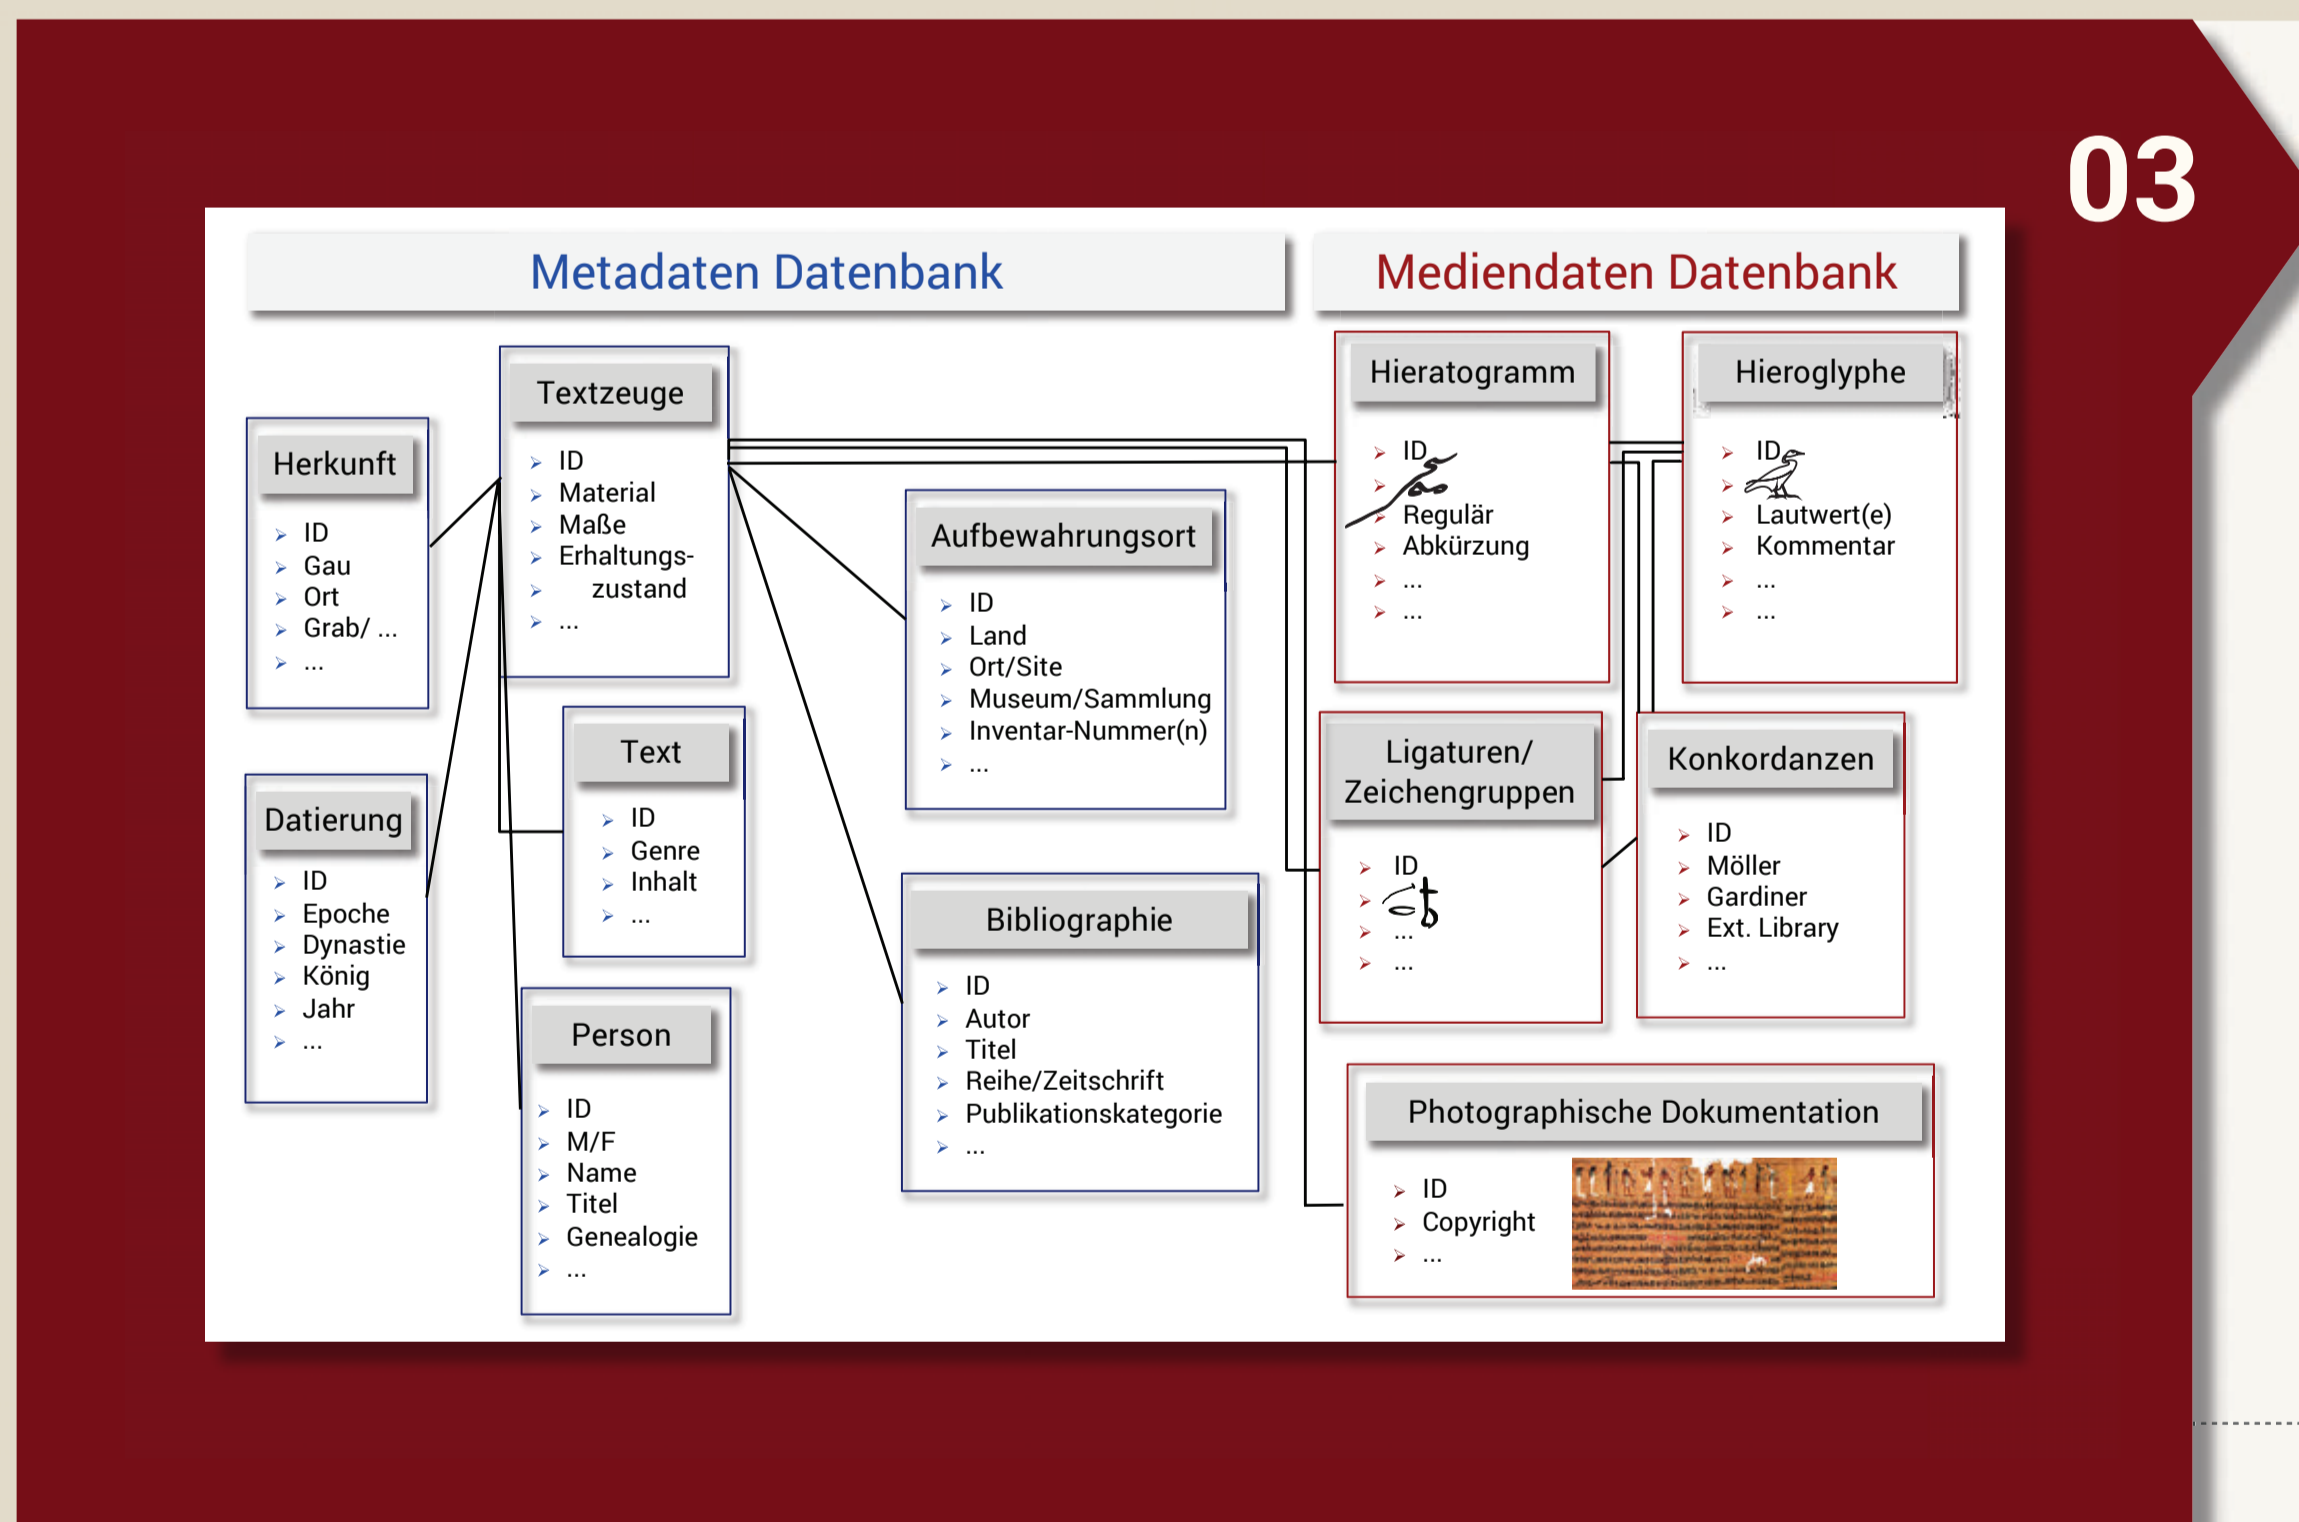 03
Metadaten Datenbank
Mediendaten Datenbank
Herkunft
ID
Gau
Ort
Grab/ ...
...
Datierung
ID
Epoche
Dynastie
König
Jahr
...
Textzeuge
ID
Material
Maße
Erhaltungs-
zustand
...
Text
ID
Genre
Inhalt
...
Person
ID
M/F
Name
Titel
Genealogie
...
Aufbewahrungsort
ID
Land
Ort/Site
Museum/Sammlung
Inventar-Nummer(n)
...
Bibliographie
ID
Autor
Titel
Reihe/Zeitschrift
Publikationskategorie
...
Hieratogramm
ID
Regulär
Abkürzung
...
...
Hieroglyphe
ID
Lautwert(e)
Kommentar
...
...
Ligaturen/
Zeichengruppen
ID
...
...
Konkordanzen
ID
Möller
Gardiner
Ext. Library
...
Photographische Dokumentation
ID
Copyright
...